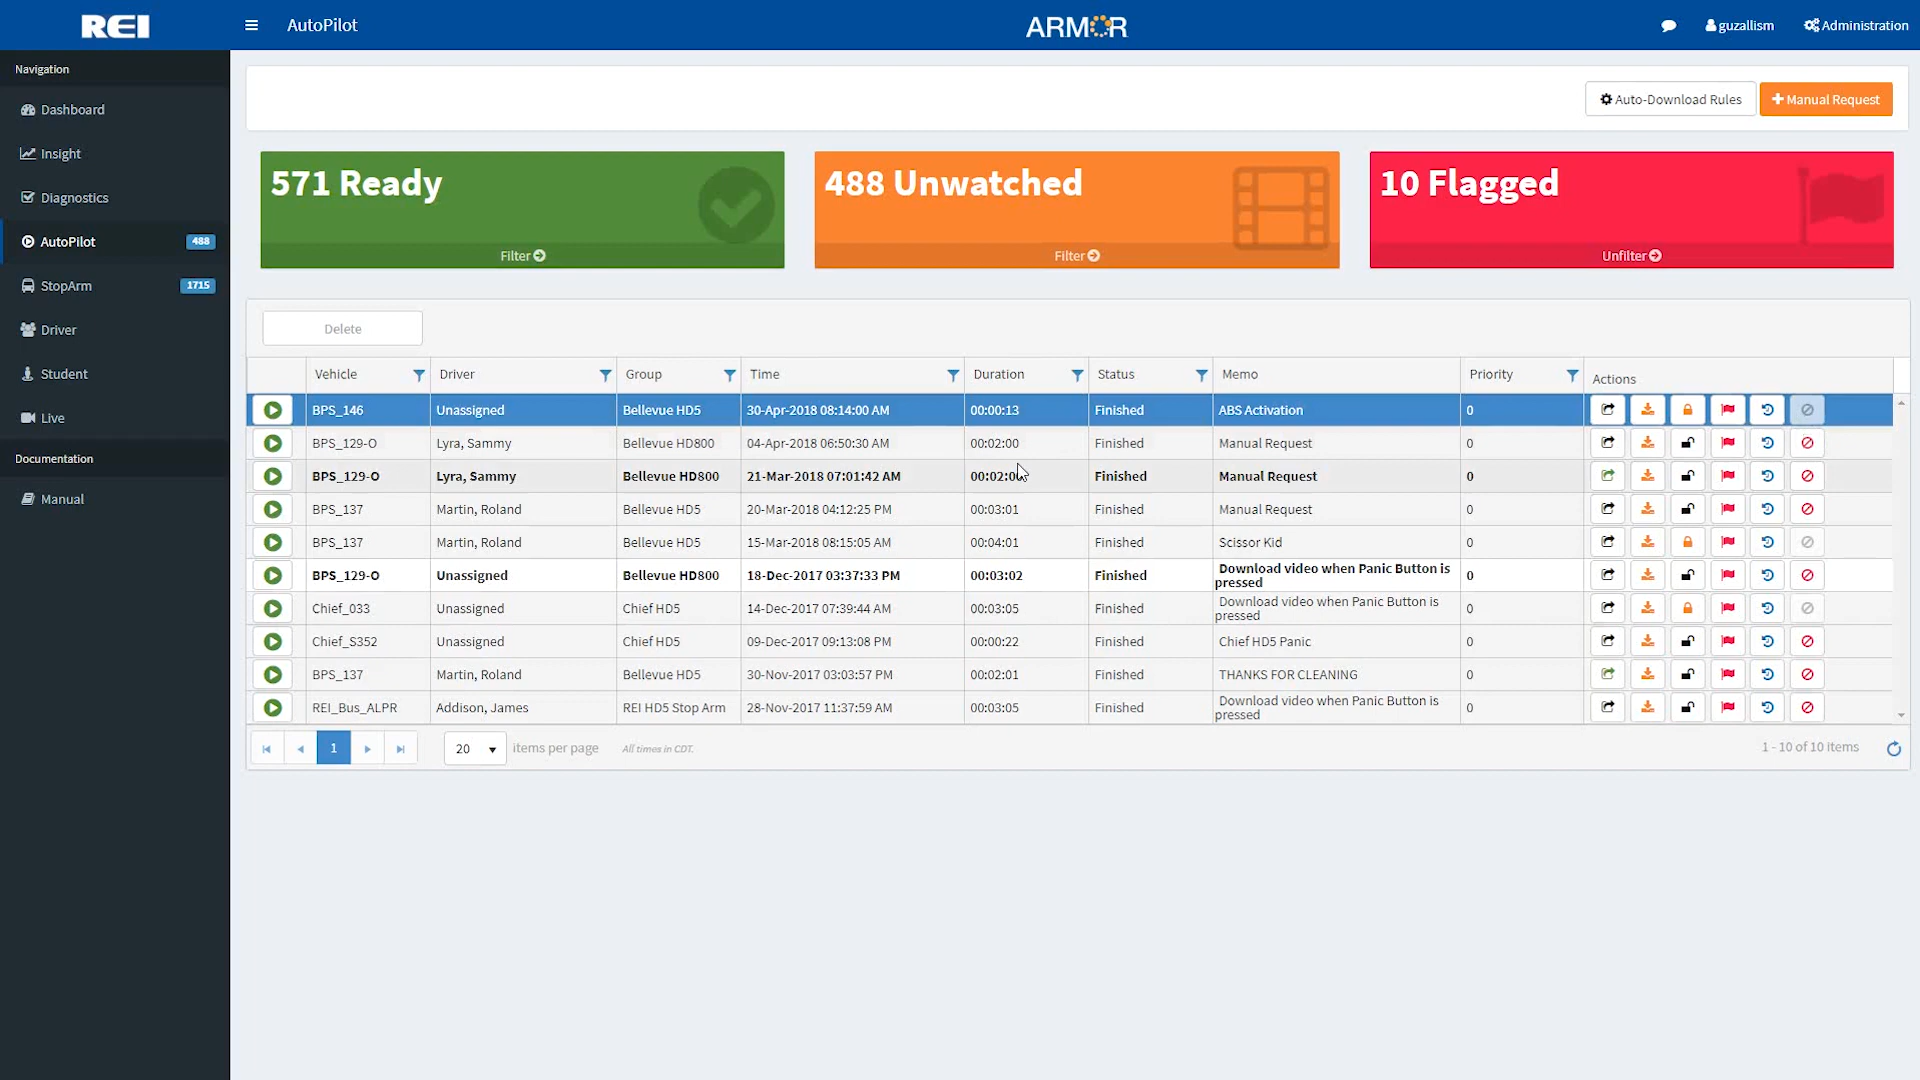 REI
AutoPilot
ARMOR
guzallism
Administration
Navigation
Dashboard
Insight
Diagnostics
AutoPilot 488
StopArm 1715
Driver
Student
Live
Documentation
Manual
Auto-Download Rules
Manual Request
571 Ready
Filter
488 Unwatched
Filter
10 Flagged
Unfilter
Delete
Vehicle Driver Group Time Duration Status Memo Priority Actions
BPS_146 Unassigned Bellevue HD5 30-Apr-2018 08:14:00 AM 00:00:13 Finished ABS Activation 0
BPS_129-O Lyra, Sammy Bellevue HD800 04-Apr-2018 06:50:30 AM 00:02:00 Finished Manual Request 0
BPS_129-O Lyra, Sammy Bellevue HD800 21-Mar-2018 07:01:42 AM Finished Manual Request 0
BPS_137 Martin, Roland Bellevue HD5 20-Mar-2018 04:12:25 PM 00:03:01 Finished Manual Request 0
BPS_137 Martin, Roland Bellevue HD5 15-Mar-2018 08:15:05 AM 00:04:01 Finished Scissor Kid 0
BPS_129-O Unassigned Bellevue HD800 18-Dec-2017 03:37:33 PM 00:03:02 Finished Download video when Panic Button is pressed 0
Chief_033 Unassigned Chief HD5 14-Dec-2017 07:39:44 AM 00:03:05 Finished Download video when Panic Button is pressed 0
Chief_S352 Unassigned Chief HD5 09-Dec-2017 09:13:08 PM 00:00:22 Finished Chief HD5 Panic 0
BPS_137 Martin, Roland Bellevue HD5 30-Nov-2017 03:03:57 PM 00:02:01 Finished THANKS FOR CLEANING 0
REI_Bus_ALPR Addison, James REI HD5 Stop Arm 28-Nov-2017 11:37:59 AM 00:03:05 Finished Download video when Panic Button is pressed 0
1 20 items per page All times in CDT. 1 - 10 of 10 items